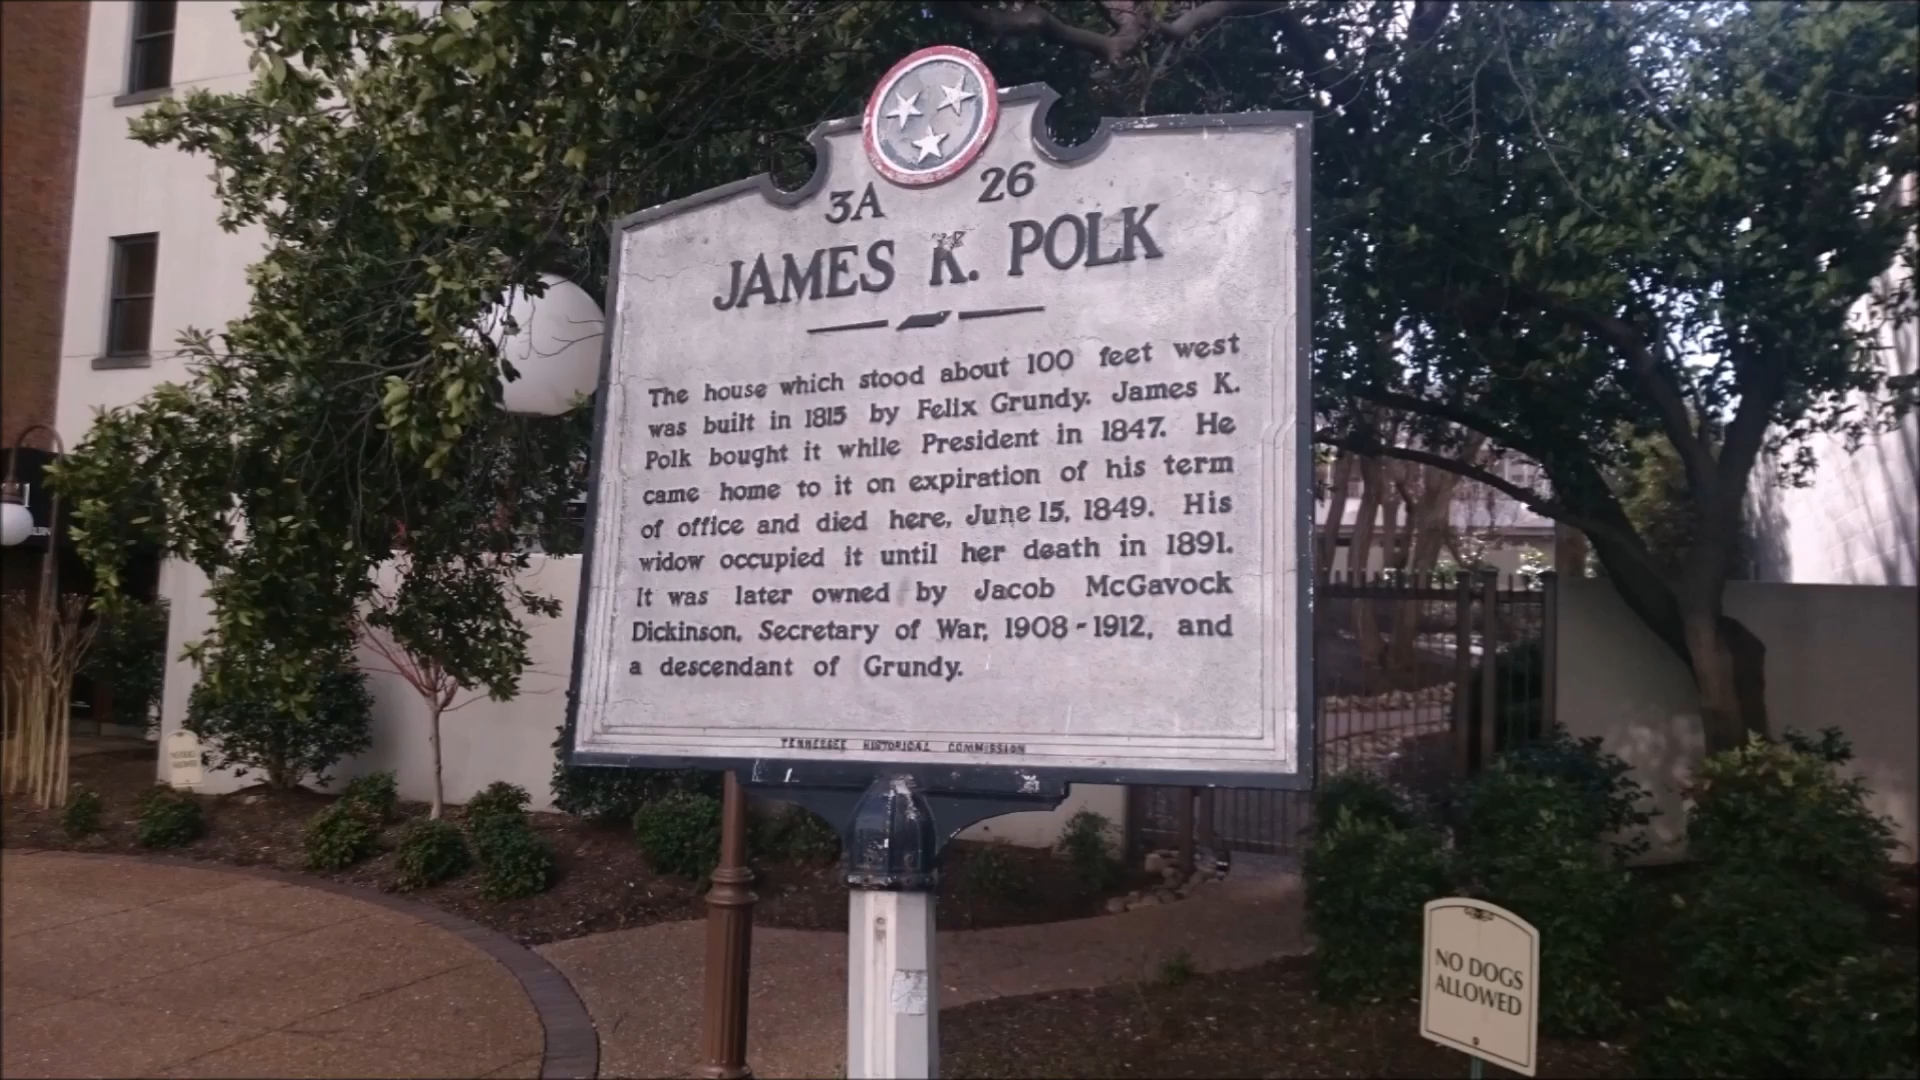 3A 26
JAMES K. POLK
The house which stood about 100 feet west
was built in 1815 by Felix Grundy. James K.
Polk bought it while President in 1847. He
came home to it on expiration of his term
of office and died here, June 15, 1849. His
widow occupied it until her death in 1891.
It was later owned by Jacob McGavock
Dickinson, Secretary of War, 1908-1912, and
a descendant of Grundy.
TENNESSEE HISTORICAL COMMISSION
NO DOGS
ALLOWED
NO DOGS
ALLOWED